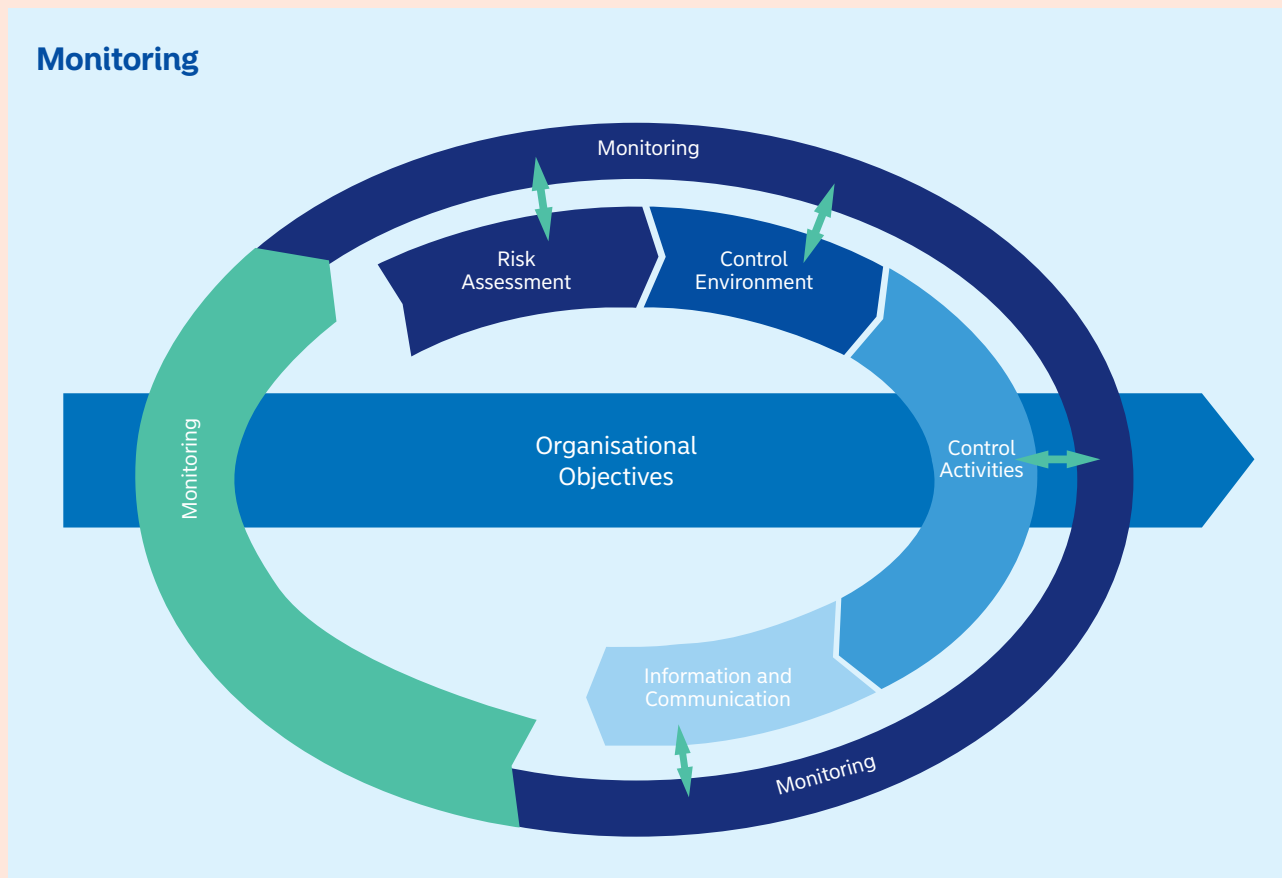 Monitoring
Monitoring
Risk
Assessment
Control
Environment
Monitoring
Organisational
Objectives
Control
Activities
Information and
Communication
Monitoring